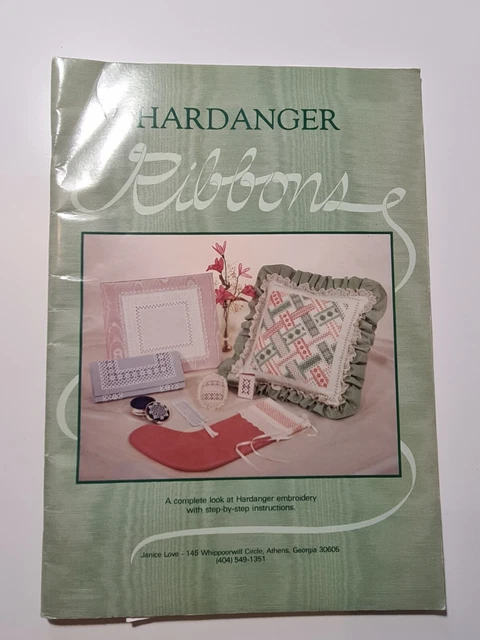 HARDANGER
Ribbons
A complete look at Hardanger embroidery
with step-by-step instructions.
Janice Love - 145 Whippoorwill Circle, Athens, Georgia 30605
(404) 549-1351